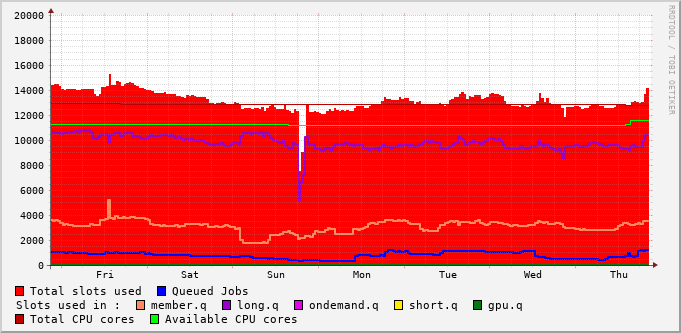 20000
18000
16000
14000
12000
10000
8000
6000
4000
2000
0
Fri Sat Sun Mon Tue Wed Thu
RRDTOOL / TOBI OETIKER
Total slots used Queued Jobs
Slots used in : member.q long.q ondemand.q short.q gpu.q
Total CPU cores Available CPU cores